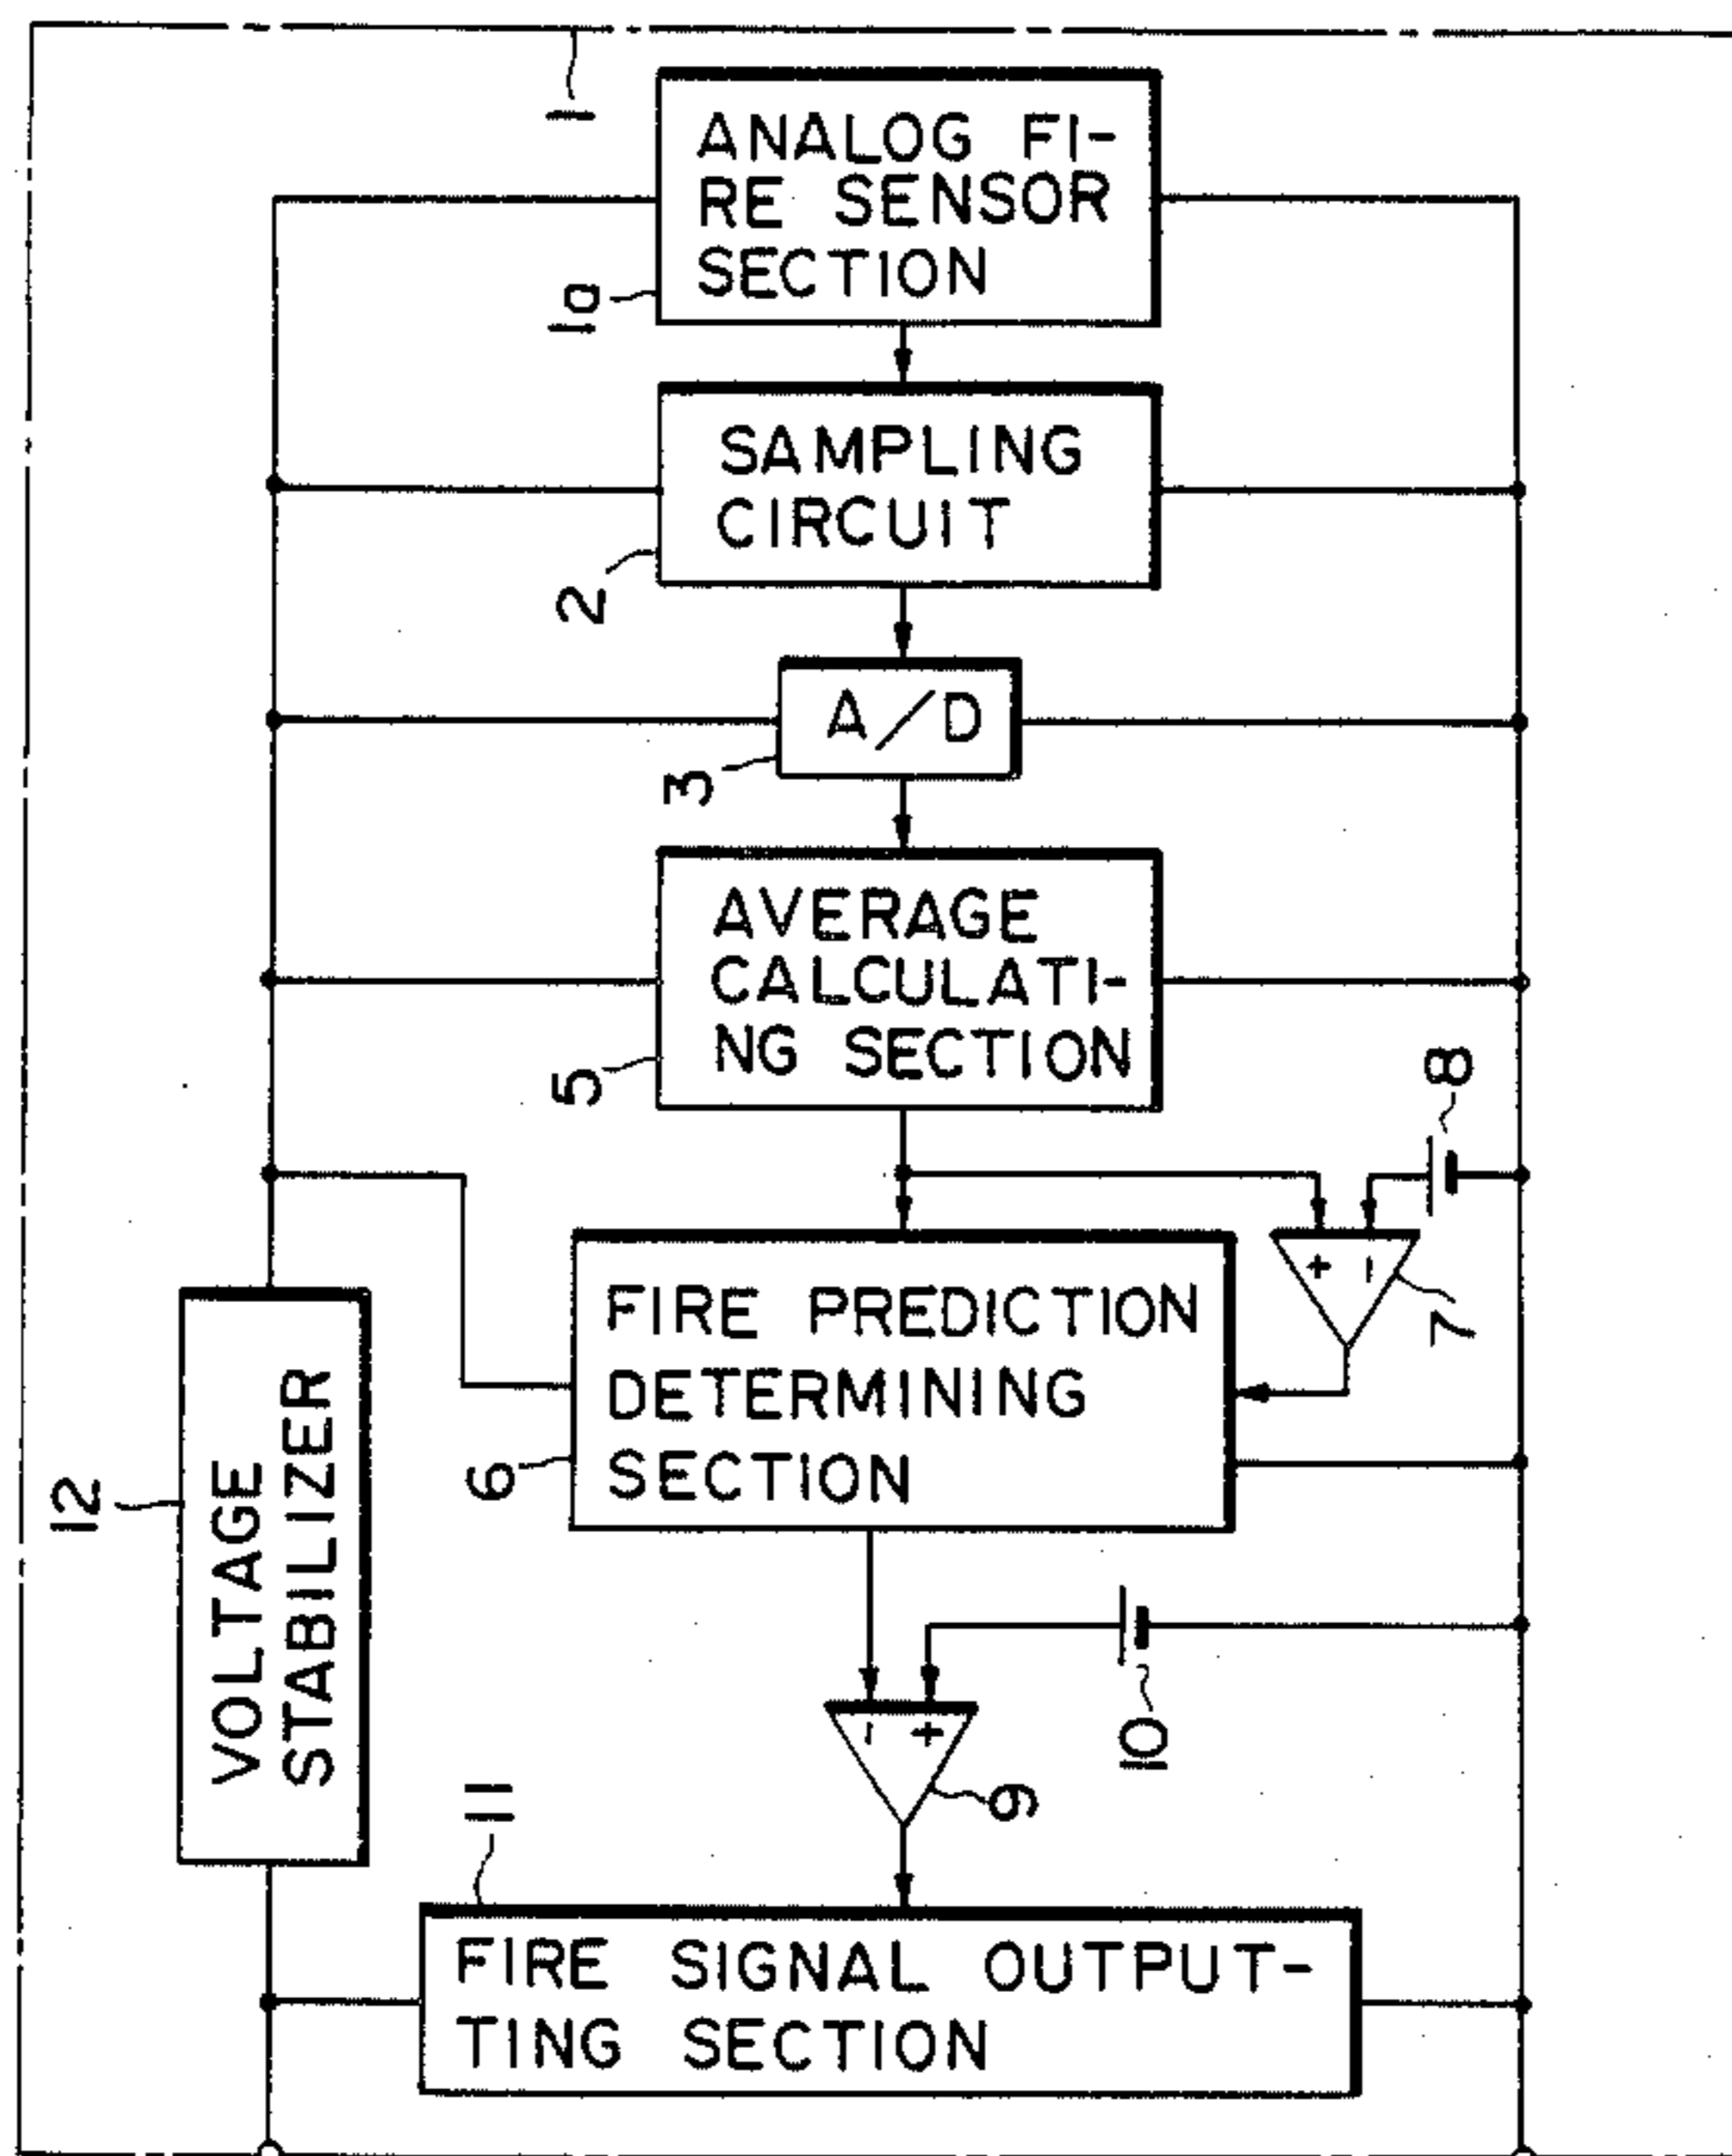 1
ANALOG FI-
RE SENSOR
SECTION
1a
SAMPLING
CIRCUIT
2
A/D
3
AVERAGE
CALCULATI-
NG SECTION
5
8
+ -
7
FIRE PREDICTION
DETERMINING
SECTION
6
VOLTAGE
STABILIZER
12
- +
10
9
11
FIRE SIGNAL OUTPUT-
TING SECTION